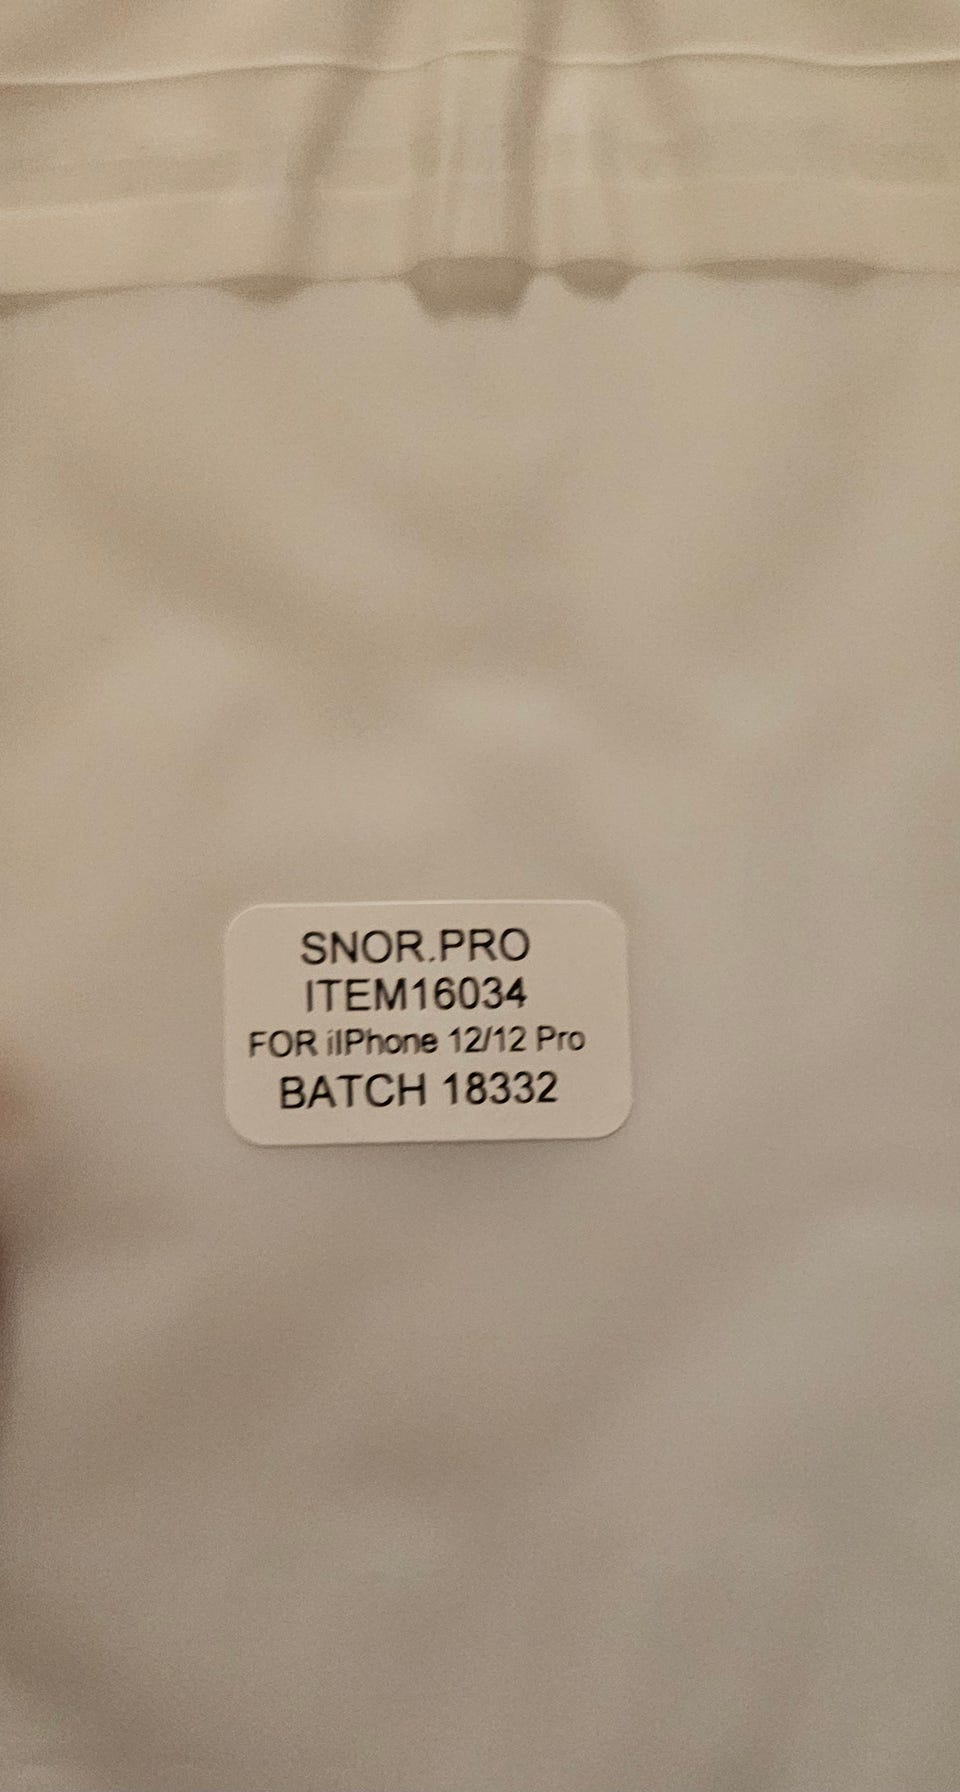 SNOR.PRO
ITEM16034
FOR iIPhone 12/12 Pro
BATCH 18332